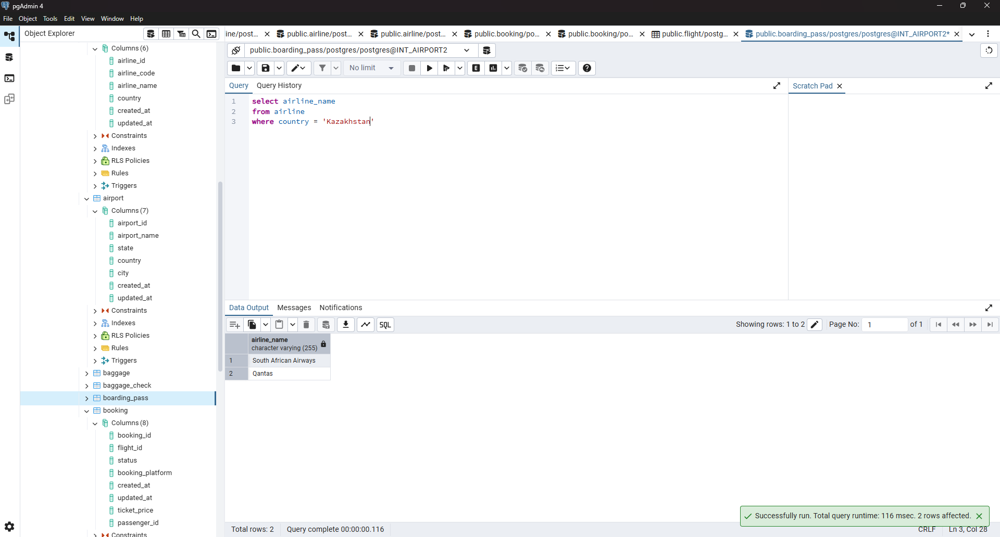 pgAdmin 4
File Object Tools Edit View Window Help
Object Explorer
ine/post...
public.airline/post...
public.airline/post...
public.booking/po...
public.booking/po...
public.flight/postg...
public.boarding_pass/postgres/postgres@INT_AIRPORT2*
Columns (6)
airline_id
airline_code
airline_name
country
created_at
updated_at
Constraints
Indexes
RLS Policies
Rules
Triggers
airport
Columns (7)
airport_id
airport_name
state
country
city
created_at
updated_at
Constraints
Indexes
RLS Policies
Rules
Triggers
baggage
baggage_check
boarding_pass
booking
Columns (8)
booking_id
flight_id
status
booking_platform
created_at
updated_at
ticket_price
passenger_id
Constraints
public.boarding_pass/postgres/postgres@INT_AIRPORT2
No limit
E
Query Query History
Scratch Pad
1 select airline_name
2 from airline
3 where country = 'Kazakhstan'
Data Output Messages Notifications
SQL
Showing rows: 1 to 2
Page No: 1 of 1
airline_name
character varying (255)
1 South African Airways
2 Qantas
Successfully run. Total query runtime: 116 msec. 2 rows affected.
Total rows: 2 Query complete 00:00:00.116
CRLF Ln 3, Col 28